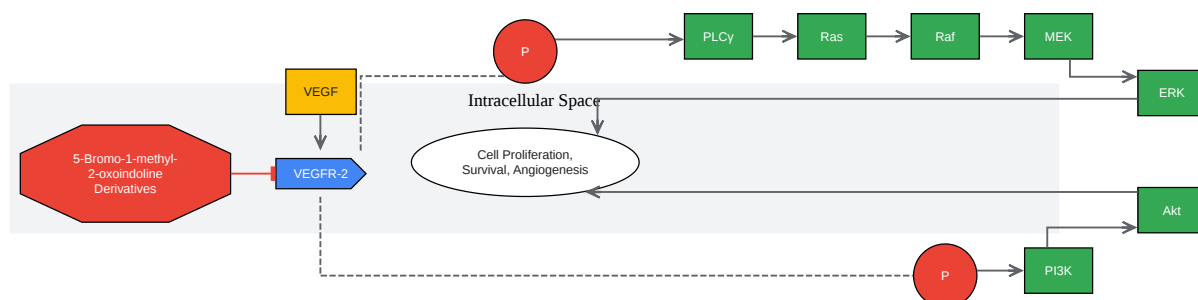 P
PLCγ
Ras
Raf
MEK
VEGF
ERK
Intracellular Space
5-Bromo-1-methyl-
2-oxoindoline
Derivatives
VEGFR-2
Cell Proliferation,
Survival, Angiogenesis
Akt
P
PI3K